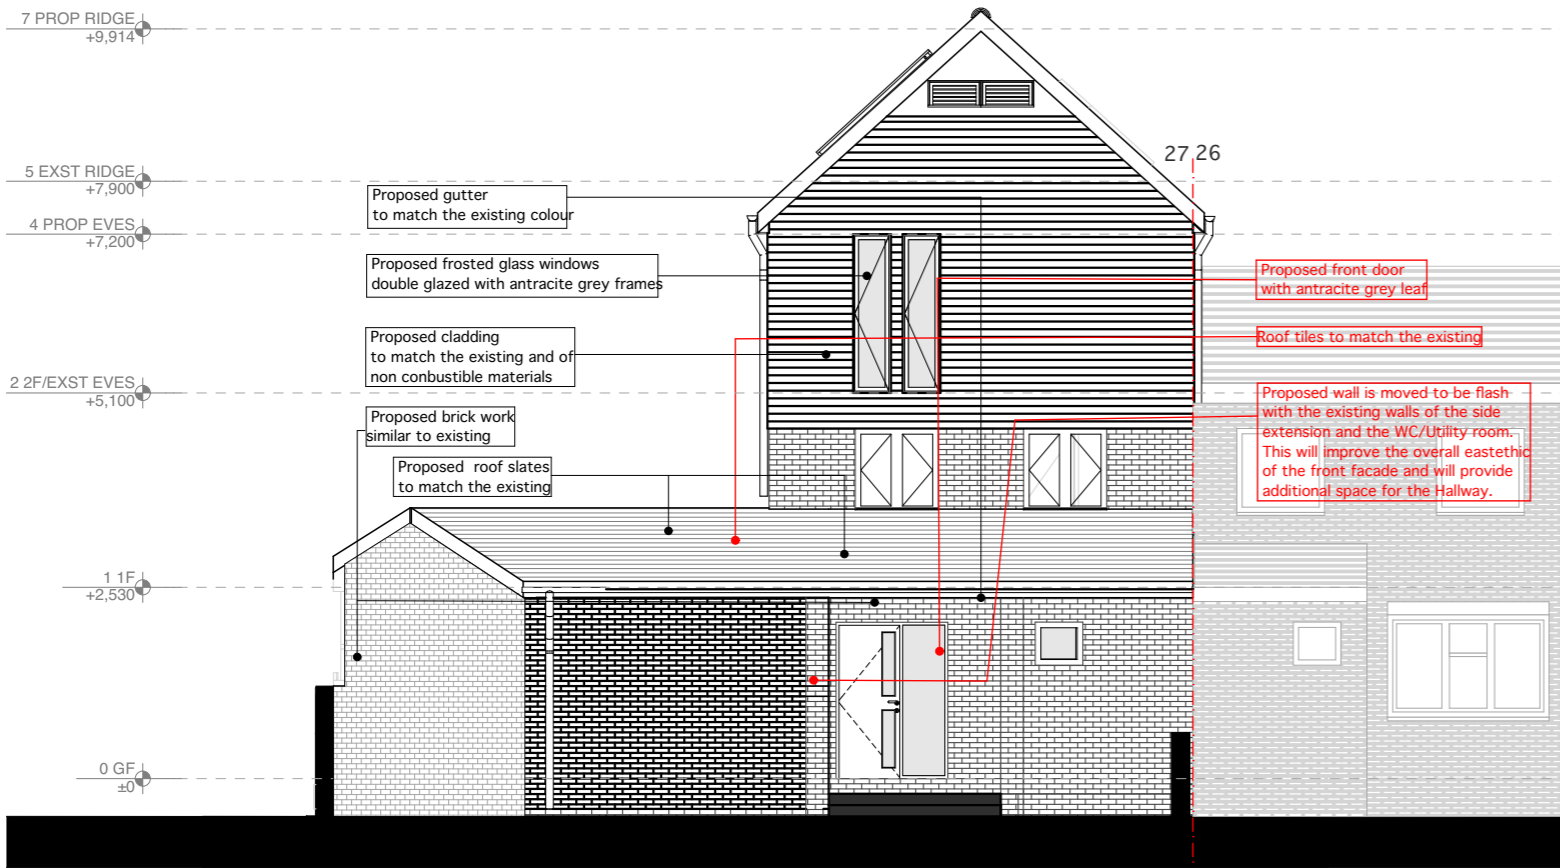 7 PROP RIDGE
+9,914
5 EXST RIDGE
+7,900
4 PROP EVES
+7,200
2 2F/EXST EVES
+5,100
1 1F
+2,530
0 GF
±0
Proposed gutter
to match the existing colour
Proposed frosted glass windows
double glazed with antracite grey frames
Proposed cladding
to match the existing and of
non conbustible materials
Proposed brick work
similar to existing
Proposed roof slates
to match the existing
27 26
Proposed front door
with antracite grey leaf
Roof tiles to match the existing
Proposed wall is moved to be flash
with the existing walls of the side
extension and the WC/Utility room.
This will improve the overall eastethic
of the front facade and will provide
additional space for the Hallway.